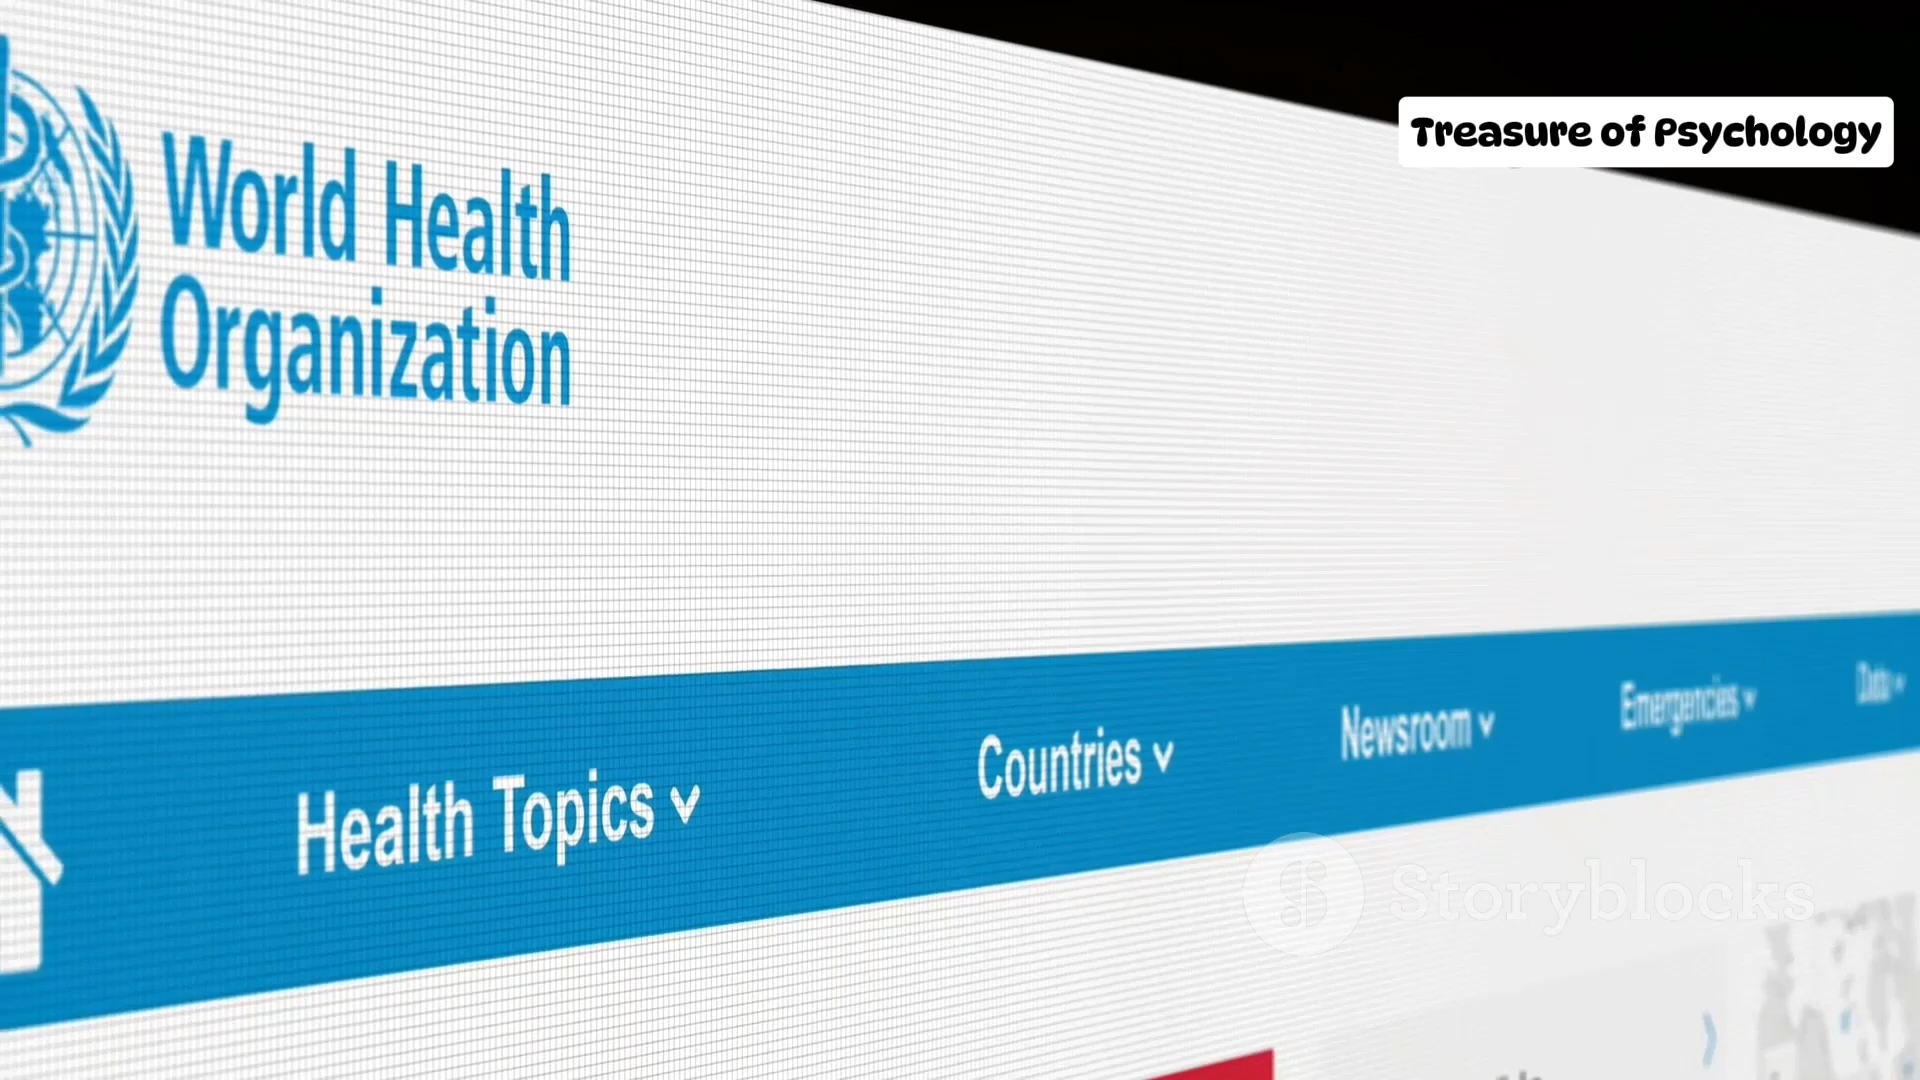 Treasure of Psychology
World Health
Organization
Health Topics
Countries
Newsroom
Emergencies
Data
Storyblocks